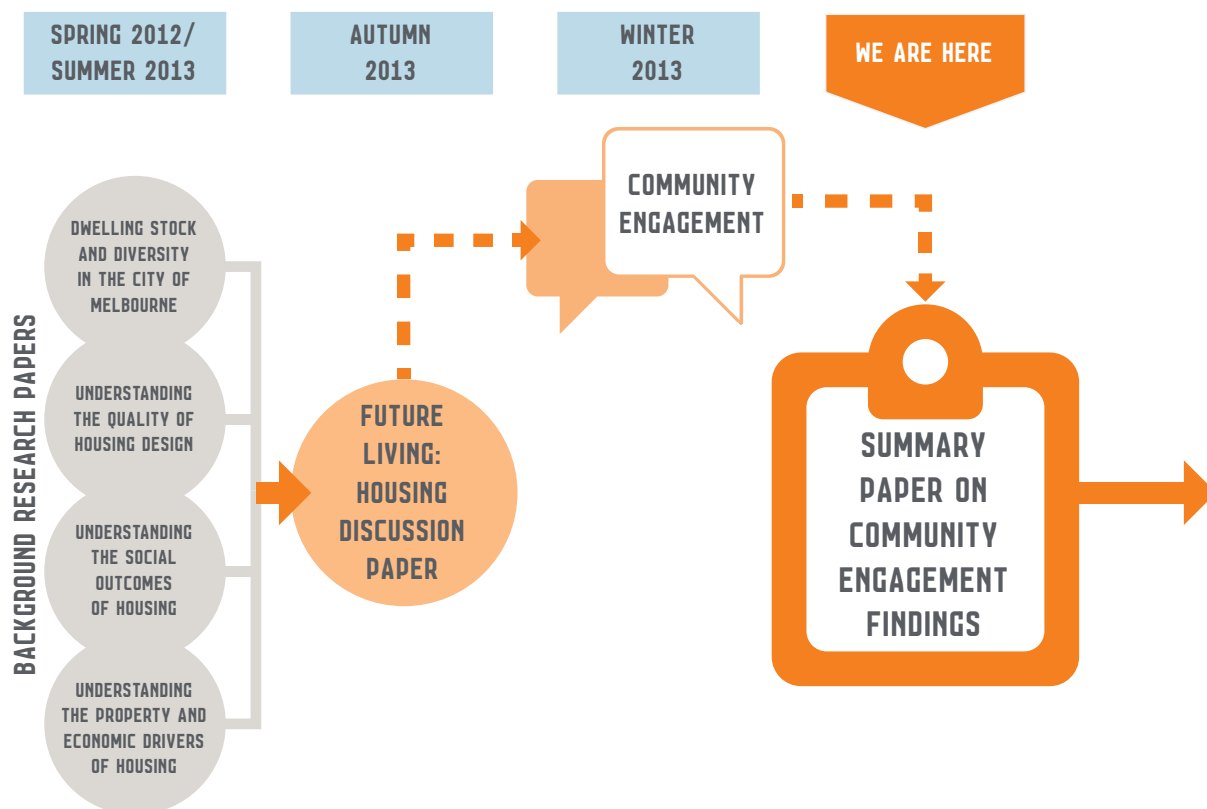 SPRING 2012/
SUMMER 2013
AUTUMN
2013
WINTER
2013
WE ARE HERE
BACKGROUND RESEARCH PAPERS
DWELLING STOCK
AND DIVERSITY
IN THE CITY OF
MELBOURNE
UNDERSTANDING
THE QUALITY OF
HOUSING DESIGN
UNDERSTANDING
THE SOCIAL
OUTCOMES
OF HOUSING
UNDERSTANDING
THE PROPERTY AND
ECONOMIC DRIVERS
OF HOUSING
FUTURE
LIVING:
HOUSING
DISCUSSION
PAPER
COMMUNITY
ENGAGEMENT
SUMMARY
PAPER ON
COMMUNITY
ENGAGEMENT
FINDINGS